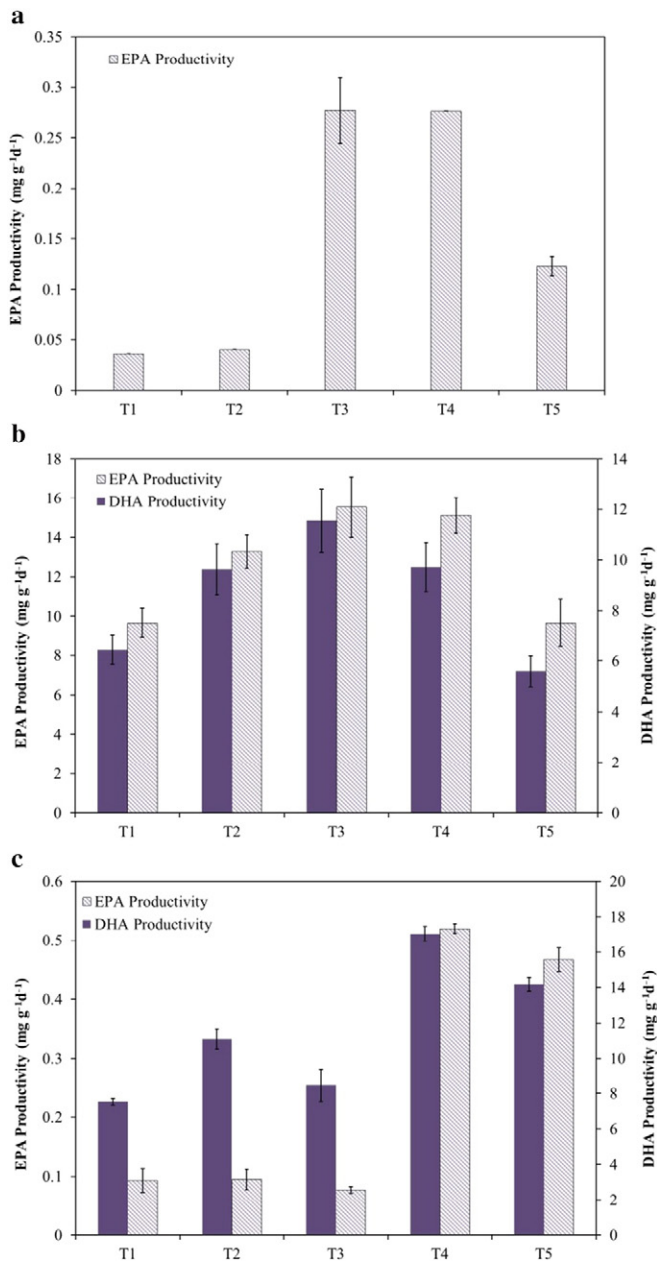 a
EPA Productivity (mg g⁻¹d⁻¹)
0.35
0.3
0.25
0.2
0.15
0.1
0.05
0
EPA Productivity
T1 T2 T3 T4 T5
b
EPA Productivity (mg g⁻¹d⁻¹)
18
16
14
12
10
8
6
4
2
0
EPA Productivity
DHA Productivity
14
12
10
8
6
4
2
0
DHA Productivity (mg g⁻¹d⁻¹)
T1 T2 T3 T4 T5
c
EPA Productivity (mg g⁻¹d⁻¹)
0.6
0.5
0.4
0.3
0.2
0.1
0
EPA Productivity
DHA Productivity
20
18
16
14
12
10
8
6
4
2
0
DHA Productivity (mg g⁻¹d⁻¹)
T1 T2 T3 T4 T5